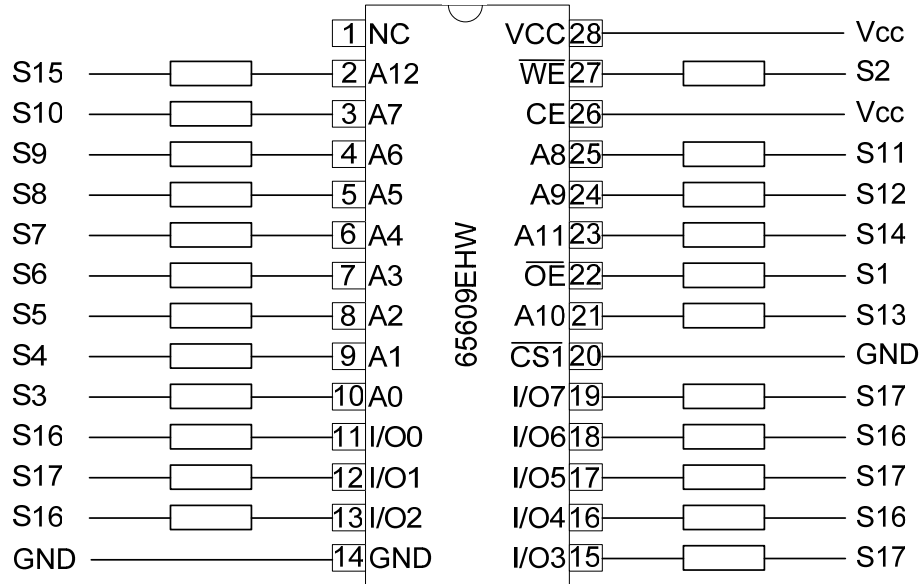 1 NC VCC 28 Vcc
S15 2 A12 WE 27 S2
S10 3 A7 CE 26 Vcc
S9 4 A6 A8 25 S11
S8 5 A5 A9 24 S12
S7 6 A4 A11 23 S14
S6 7 A3 OE 22 S1
S5 8 A2 A10 21 S13
S4 9 A1 CS1 20 GND
S3 10 A0 I/O7 19 S17
S16 11 I/O0 I/O6 18 S16
S17 12 I/O1 I/O5 17 S17
S16 13 I/O2 I/O4 16 S16
GND 14 GND I/O3 15 S17
65609EHW